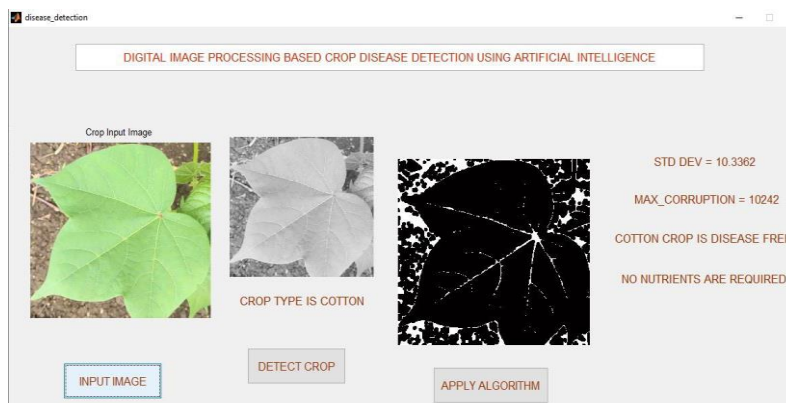 disease_detection
DIGITAL IMAGE PROCESSING BASED CROP DISEASE DETECTION USING ARTIFICIAL INTELLIGENCE
Crop Input Image
CROP TYPE IS COTTON
STD DEV = 10.3362
MAX_CORRUPTION = 10242
COTTON CROP IS DISEASE FRE
NO NUTRIENTS ARE REQUIRED
INPUT IMAGE
DETECT CROP
APPLY ALGORITHM